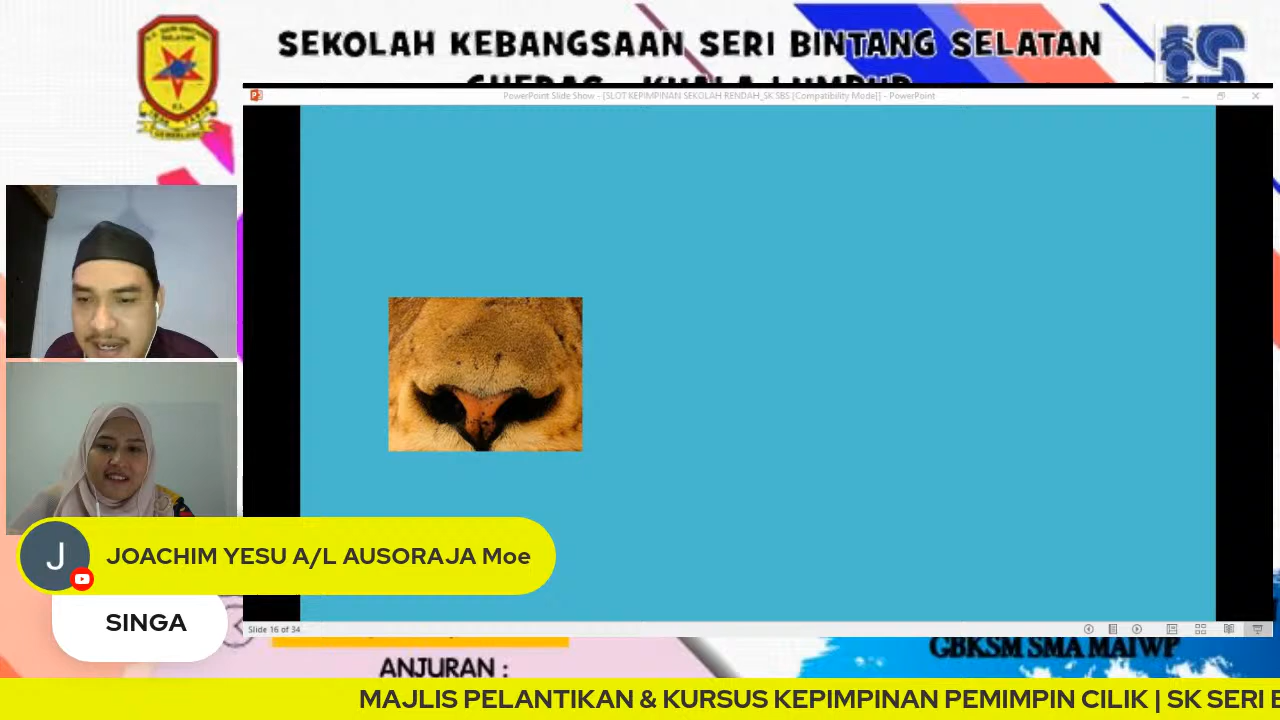 SEKOLAH KEBANGSAAN SERI BINTANG SELATAN
PowerPoint Slide Show - [SLOT KEPIMPINAN SEKOLAH RENDAH_SK SBS [Compatibility Mode]] - PowerPoint
J
JOACHIM YESU A/L AUSORAJA Moe
SINGA
Slide 16 of 34
ANJURAN :
GBKSM SMA MAIWP
MAJLIS PELANTIKAN & KURSUS KEPIMPINAN PEMIMPIN CILIK | SK SERI